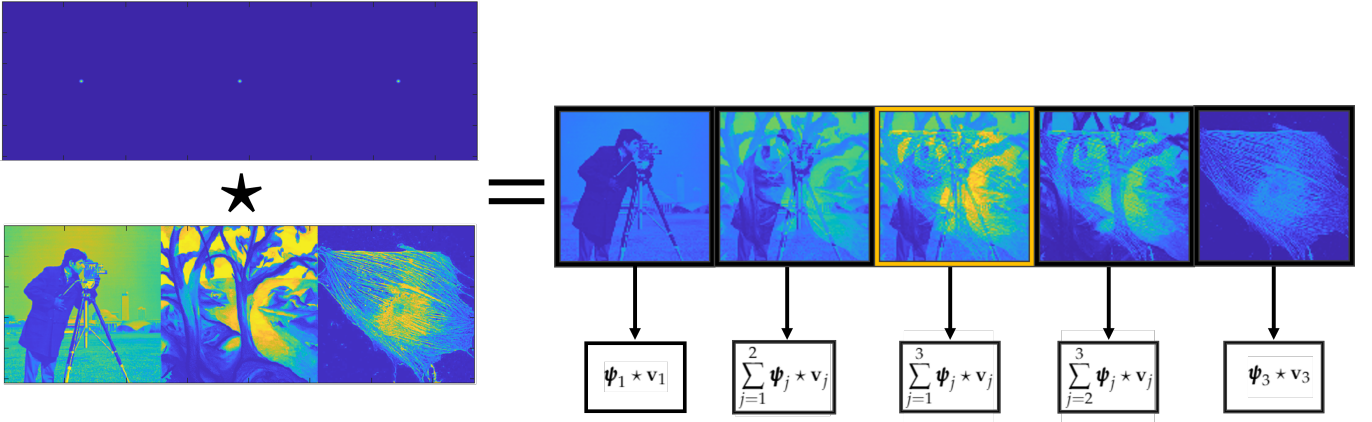 ⋆
=
𝝍₁ ⋆ 𝐯₁
∑_{j=1}^{2} 𝝍ⱼ ⋆ 𝐯ⱼ
∑_{j=1}^{3} 𝝍ⱼ ⋆ 𝐯ⱼ
∑_{j=2}^{3} 𝝍ⱼ ⋆ 𝐯ⱼ
𝝍₃ ⋆ 𝐯₃